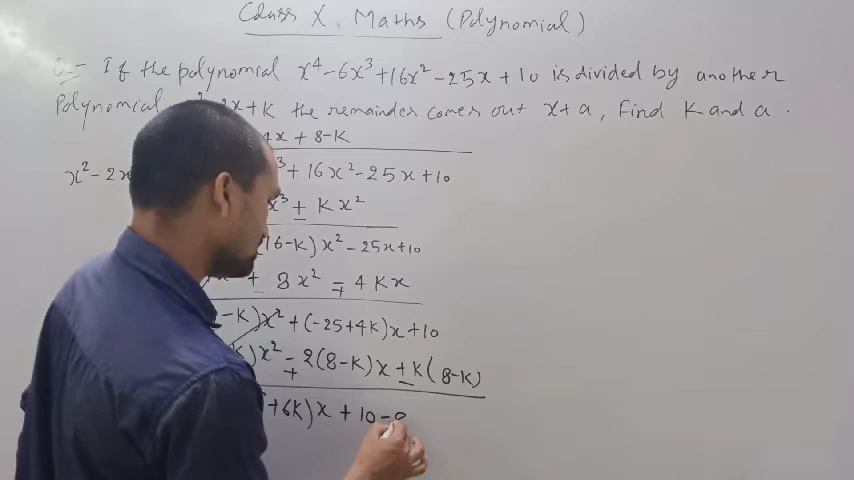 Class X. Maths (Polynomial)
Q:- If the polynomial x⁴-6x³+16x²-25x+10 is divided by another
Polynomial x+K the remainder comes out x+a, Find K and a.
4x + 8-K
x²-2x + 16x²-25x+10
x³ + Kx²
16-K)x²-25x+10
+ 8x² - 4Kx
-K)x²+(-25+4K)x+10
)x² - 2(8-K)x + K(8-K)
+6K)x + 10-8